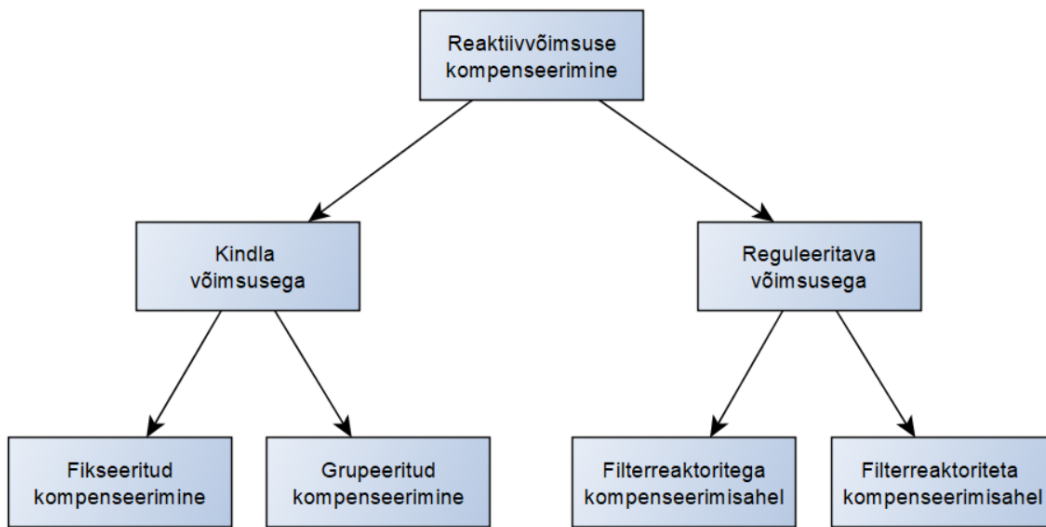 Reaktiivvõimsuse
kompenseerimine
Kindla
võimsusega
Reguleeritava
võimsusega
Fikseeritud
kompenseerimine
Grupeeritud
kompenseerimine
Filterreaktoritega
kompenseerimisahel
Filterreaktoriteta
kompenseerimisahel